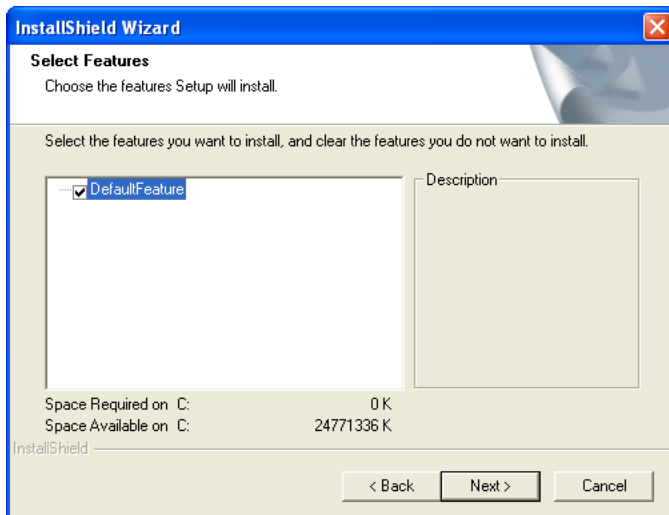 InstallShield Wizard
Select Features
Choose the features Setup will install.
Select the features you want to install, and clear the features you do not want to install.
DefaultFeature
Description
Space Required on  C: 0 K
Space Available on  C: 24771336 K
InstallShield
< Back Next > Cancel